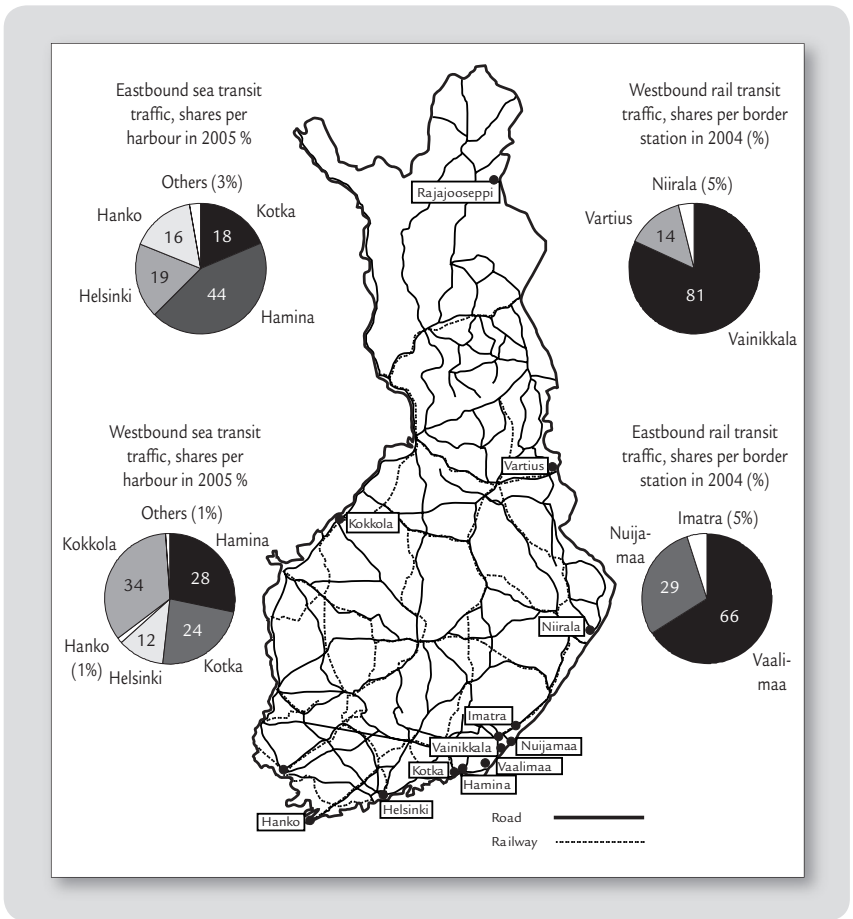 Eastbound sea transit
traffic, shares per
harbour in 2005 %
Others (3%)
Hanko
Kotka
16
18
19
44
Helsinki
Hamina
Westbound rail transit
traffic, shares per border
station in 2004 (%)
Niirala (5%)
Vartius
14
81
Vainikkala
Westbound sea transit
traffic, shares per
harbour in 2005 %
Others (1%)
Kokkola
Hamina
34
28
12
24
Hanko
(1%)
Helsinki
Kotka
Eastbound rail transit
traffic, shares per border
station in 2004 (%)
Imatra (5%)
Nuija-
maa
29
66
Vaali-
maa
Rajajooseppi
Vartius
Kokkola
Niirala
Imatra
Vainikkala
Nuijamaa
Vaalimaa
Kotka
Hamina
Helsinki
Hanko
Road
Railway